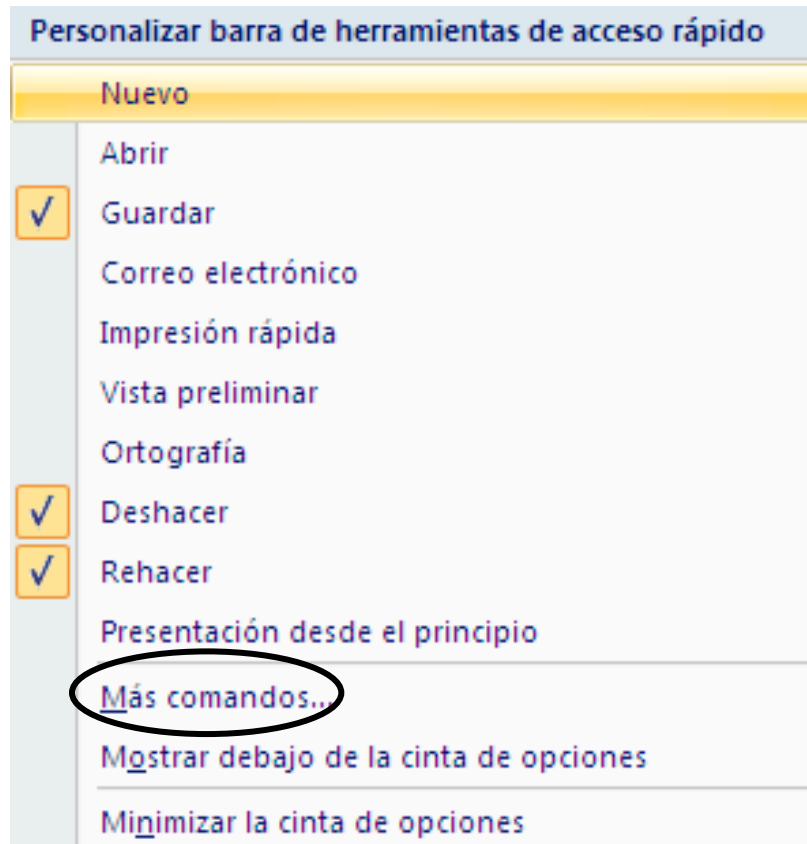 Personalizar barra de herramientas de acceso rápido
Nuevo
Abrir
Guardar
Correo electrónico
Impresión rápida
Vista preliminar
Ortografía
Deshacer
Rehacer
Presentación desde el principio
Más comandos...
Mostrar debajo de la cinta de opciones
Minimizar la cinta de opciones